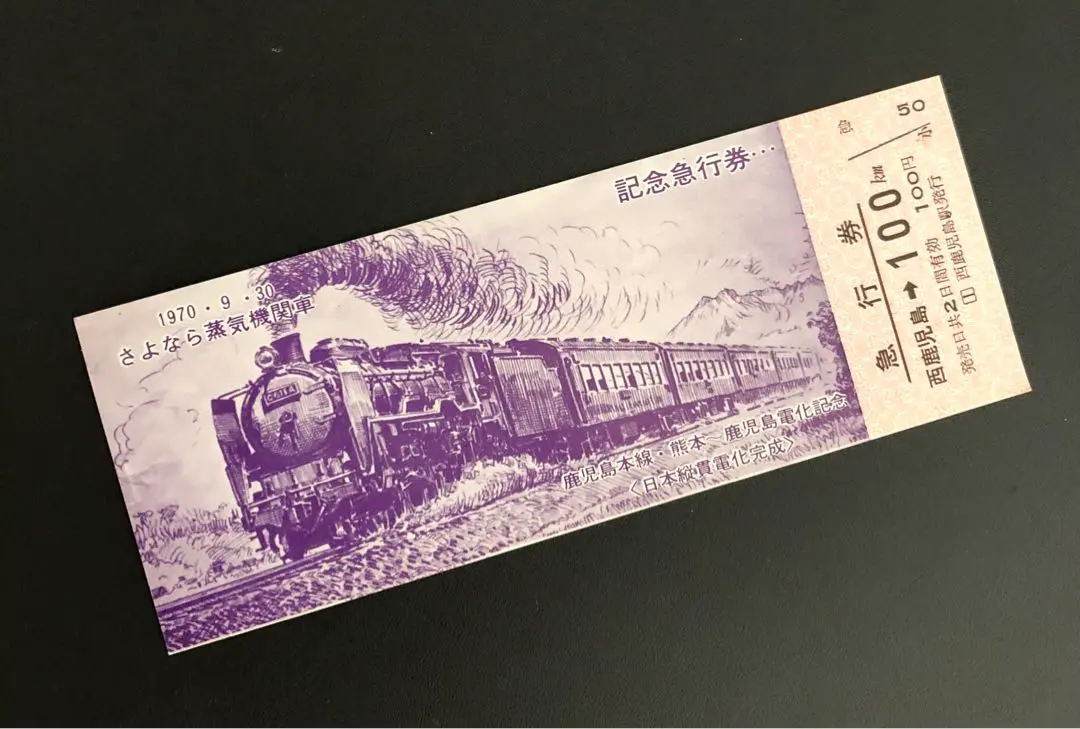 記念急行券…
1970・9・30
さよなら蒸気機関車
鹿児島本線・熊本―鹿児島電化記念
〈日本縦貫電化完成〉
急行券
西鹿児島➡100km
100円
発売日共2日間有効
口 西鹿児島駅発行
急
50